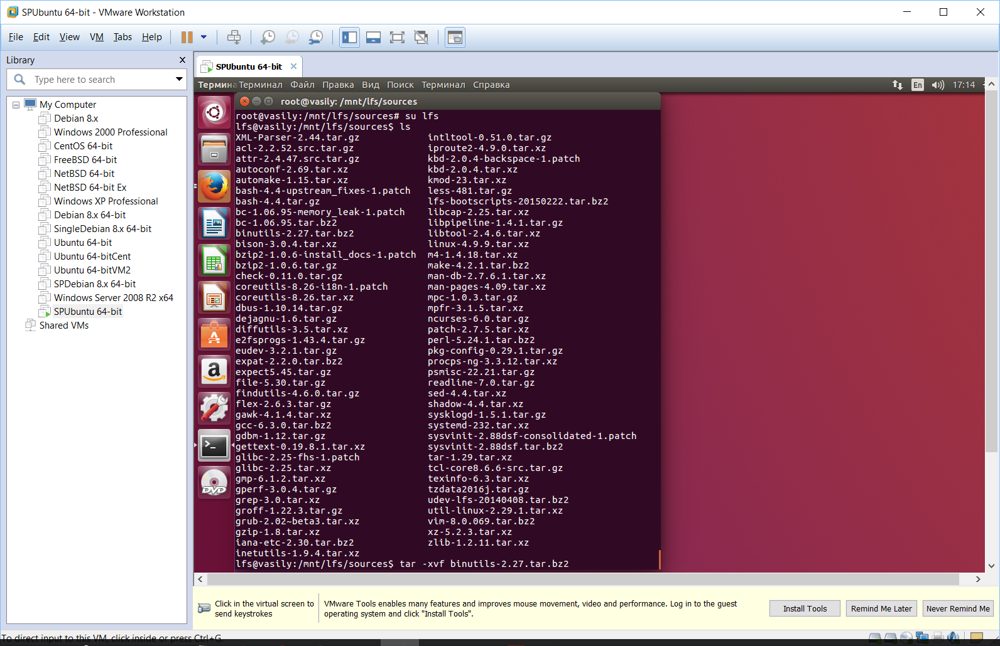 SPUbuntu 64-bit - VMware Workstation
File Edit View VM Tabs Help
Library
Type here to search
My Computer
Debian 8.x
Windows 2000 Professional
CentOS 64-bit
FreeBSD 64-bit
NetBSD 64-bit
NetBSD 64-bit Ex
Windows XP Professional
Debian 8.x 64-bit
SingleDebian 8.x 64-bit
Ubuntu 64-bit
Ubuntu 64-bitCent
Ubuntu 64-bitVM2
SPDebian 8.x 64-bit
Windows Server 2008 R2 x64
SPUbuntu 64-bit
Shared VMs
SPUbuntu 64-bit
Термина Терминал Файл Правка Вид Поиск Терминал Справка En 17:14
root@vasily: /mnt/lfs/sources
root@vasily:/mnt/lfs/sources# su lfs
lfs@vasily:/mnt/lfs/sources$ ls
XML-Parser-2.44.tar.gz intltool-0.51.0.tar.gz
acl-2.2.52.src.tar.gz iproute2-4.9.0.tar.xz
attr-2.4.47.src.tar.gz kbd-2.0.4-backspace-1.patch
autoconf-2.69.tar.xz kbd-2.0.4.tar.xz
automake-1.15.tar.xz kmod-23.tar.xz
bash-4.4-upstream_fixes-1.patch less-481.tar.gz
bash-4.4.tar.gz lfs-bootscripts-20150222.tar.bz2
bc-1.06.95-memory_leak-1.patch libcap-2.25.tar.xz
bc-1.06.95.tar.bz2 libpipeline-1.4.1.tar.gz
binutils-2.27.tar.bz2 libtool-2.4.6.tar.xz
bison-3.0.4.tar.xz linux-4.9.9.tar.xz
bzip2-1.0.6-install_docs-1.patch m4-1.4.18.tar.xz
bzip2-1.0.6.tar.gz make-4.2.1.tar.bz2
check-0.11.0.tar.gz man-db-2.7.6.1.tar.xz
coreutils-8.26-i18n-1.patch man-pages-4.09.tar.xz
coreutils-8.26.tar.xz mpc-1.0.3.tar.gz
dbus-1.10.14.tar.gz mpfr-3.1.5.tar.xz
dejagnu-1.6.tar.gz ncurses-6.0.tar.gz
diffutils-3.5.tar.xz patch-2.7.5.tar.xz
e2fsprogs-1.43.4.tar.gz perl-5.24.1.tar.bz2
eudev-3.2.1.tar.gz pkg-config-0.29.1.tar.gz
expat-2.2.0.tar.bz2 procps-ng-3.3.12.tar.xz
expect5.45.tar.gz psmisc-22.21.tar.gz
file-5.30.tar.gz readline-7.0.tar.gz
findutils-4.6.0.tar.gz sed-4.4.tar.xz
flex-2.6.3.tar.gz shadow-4.4.tar.xz
gawk-4.1.4.tar.xz sysklogd-1.5.1.tar.gz
gcc-6.3.0.tar.bz2 systemd-232.tar.xz
gdbm-1.12.tar.gz sysvinit-2.88dsf-consolidated-1.patch
gettext-0.19.8.1.tar.xz sysvinit-2.88dsf.tar.bz2
glibc-2.25-fhs-1.patch tar-1.29.tar.xz
glibc-2.25.tar.xz tcl-core8.6.6-src.tar.gz
gmp-6.1.2.tar.xz texinfo-6.3.tar.xz
gperf-3.0.4.tar.gz tzdata2016j.tar.gz
grep-3.0.tar.xz udev-lfs-20140408.tar.bz2
groff-1.22.3.tar.gz util-linux-2.29.1.tar.xz
grub-2.02~beta3.tar.xz vim-8.0.069.tar.bz2
gzip-1.8.tar.xz xz-5.2.3.tar.xz
iana-etc-2.30.tar.bz2 zlib-1.2.11.tar.xz
inetutils-1.9.4.tar.xz
lfs@vasily:/mnt/lfs/sources$ tar -xvf binutils-2.27.tar.bz2
a
DVD
Click in the virtual screen to
send keystrokes
VMware Tools enables many features and improves mouse movement, video and performance. Log in to the guest
operating system and click "Install Tools".
Install Tools Remind Me Later Never Remind Me
To direct input to this VM, click inside or press Ctrl+G.